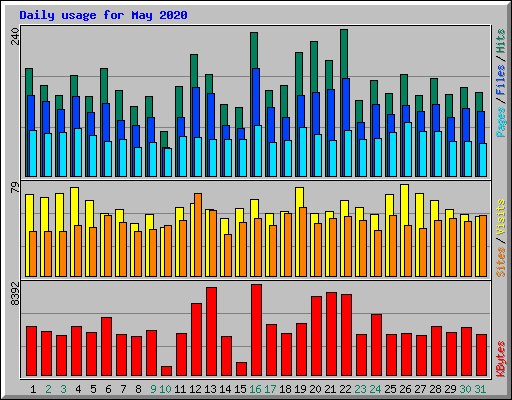 Daily usage for May 2020
240
Pages / Files / Hits
79
Sites / Visits
8392
KBytes
1 2 3 4 5 6 7 8 9 10 11 12 13 14 15 16 17 18 19 20 21 22 23 24 25 26 27 28 29 30 31